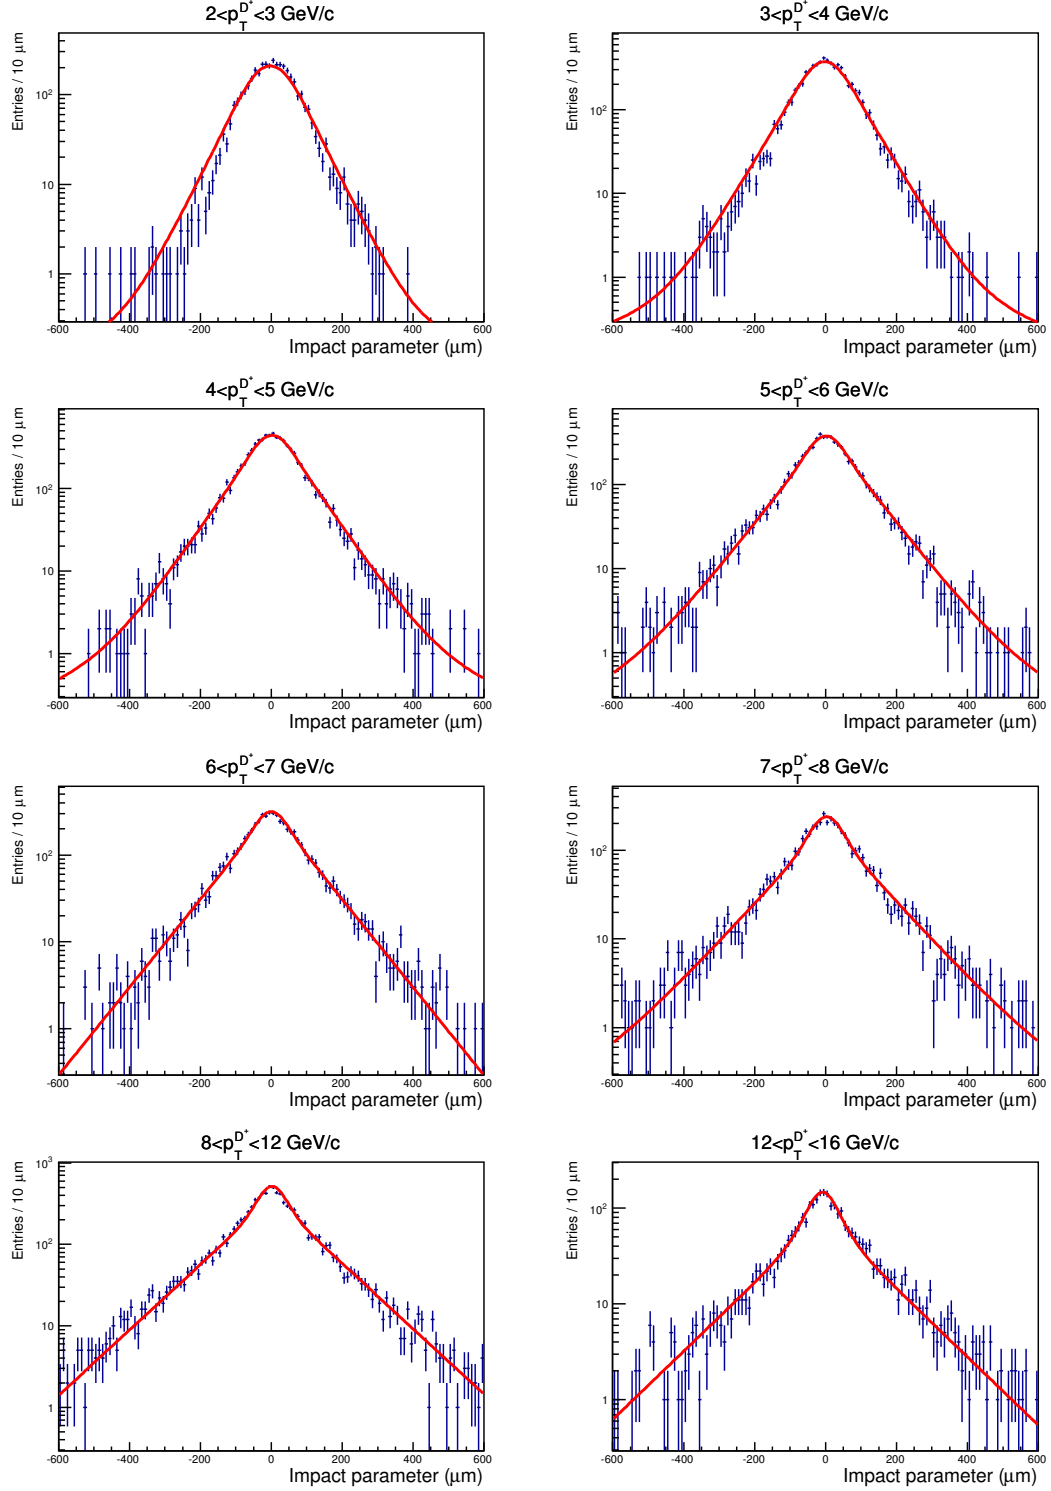 2<p_T^{D^+}<3 GeV/c
Entries / 10 μm
10^2
10
1
-600 -400 -200 0 200 400 600
Impact parameter (μm)
3<p_T^{D^+}<4 GeV/c
Entries / 10 μm
10^2
10
1
-600 -400 -200 0 200 400 600
Impact parameter (μm)
4<p_T^{D^+}<5 GeV/c
Entries / 10 μm
10^2
10
1
-600 -400 -200 0 200 400 600
Impact parameter (μm)
5<p_T^{D^+}<6 GeV/c
Entries / 10 μm
10^2
10
1
-600 -400 -200 0 200 400 600
Impact parameter (μm)
6<p_T^{D^+}<7 GeV/c
Entries / 10 μm
10^2
10
1
-600 -400 -200 0 200 400 600
Impact parameter (μm)
7<p_T^{D^+}<8 GeV/c
Entries / 10 μm
10^2
10
1
-600 -400 -200 0 200 400 600
Impact parameter (μm)
8<p_T^{D^+}<12 GeV/c
Entries / 10 μm
10^3
10^2
10
1
-600 -400 -200 0 200 400 600
Impact parameter (μm)
12<p_T^{D^+}<16 GeV/c
Entries / 10 μm
10^2
10
1
-600 -400 -200 0 200 400 600
Impact parameter (μm)